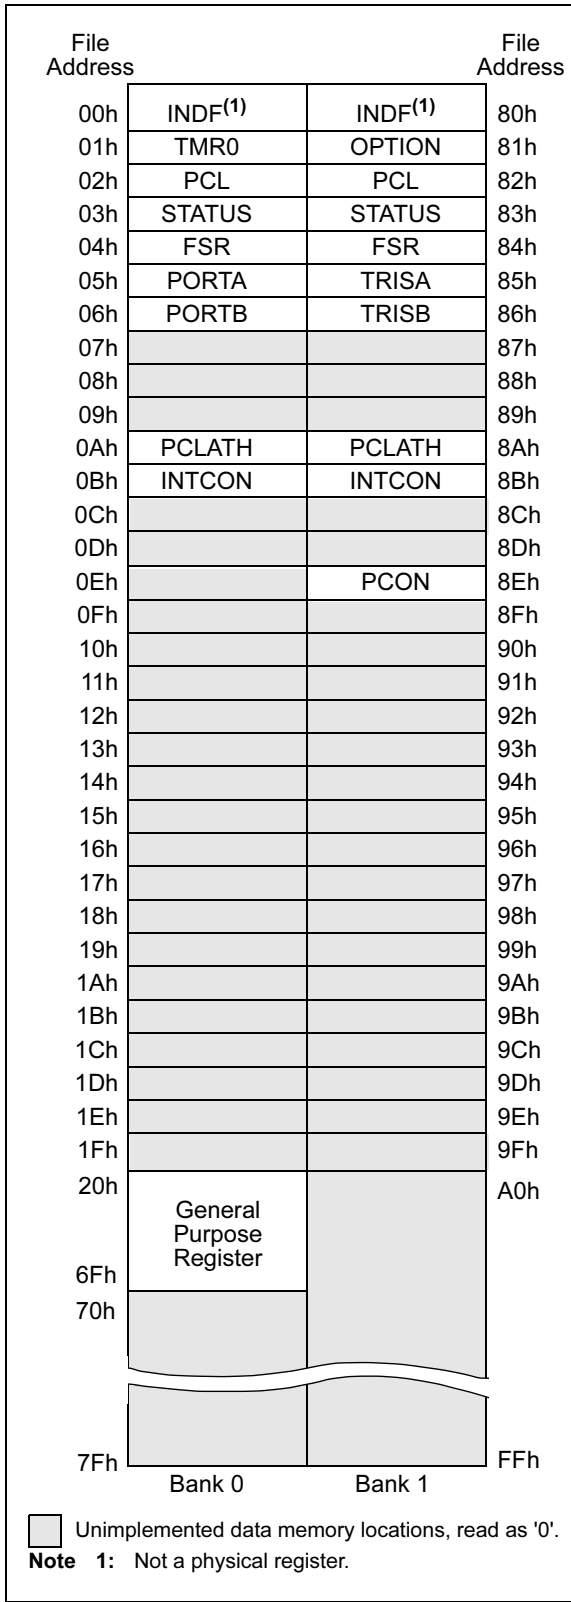 File Address File Address
00h INDF(1) INDF(1) 80h
01h TMR0 OPTION 81h
02h PCL PCL 82h
03h STATUS STATUS 83h
04h FSR FSR 84h
05h PORTA TRISA 85h
06h PORTB TRISB 86h
07h 87h
08h 88h
09h 89h
0Ah PCLATH PCLATH 8Ah
0Bh INTCON INTCON 8Bh
0Ch 8Ch
0Dh 8Dh
0Eh PCON 8Eh
0Fh 8Fh
10h 90h
11h 91h
12h 92h
13h 93h
14h 94h
15h 95h
16h 96h
17h 97h
18h 98h
19h 99h
1Ah 9Ah
1Bh 9Bh
1Ch 9Ch
1Dh 9Dh
1Eh 9Eh
1Fh 9Fh
20h A0h
General
Purpose
Register
6Fh
70h
7Fh FFh
Bank 0 Bank 1
Unimplemented data memory locations, read as '0'.
Note 1: Not a physical register.